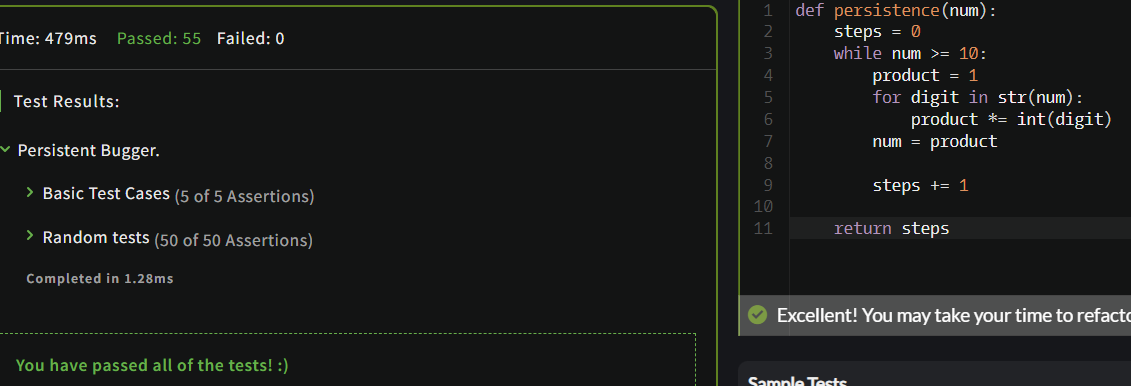 Time: 479ms Passed: 55 Failed: 0
Test Results:
Persistent Bugger.
Basic Test Cases (5 of 5 Assertions)
Random tests (50 of 50 Assertions)
Completed in 1.28ms
You have passed all of the tests! :)
1 def persistence(num):
2     steps = 0
3     while num >= 10:
4         product = 1
5         for digit in str(num):
6             product *= int(digit)
7         num = product
8
9         steps += 1
10
11     return steps
Excellent! You may take your time to refacto
Sample Tests